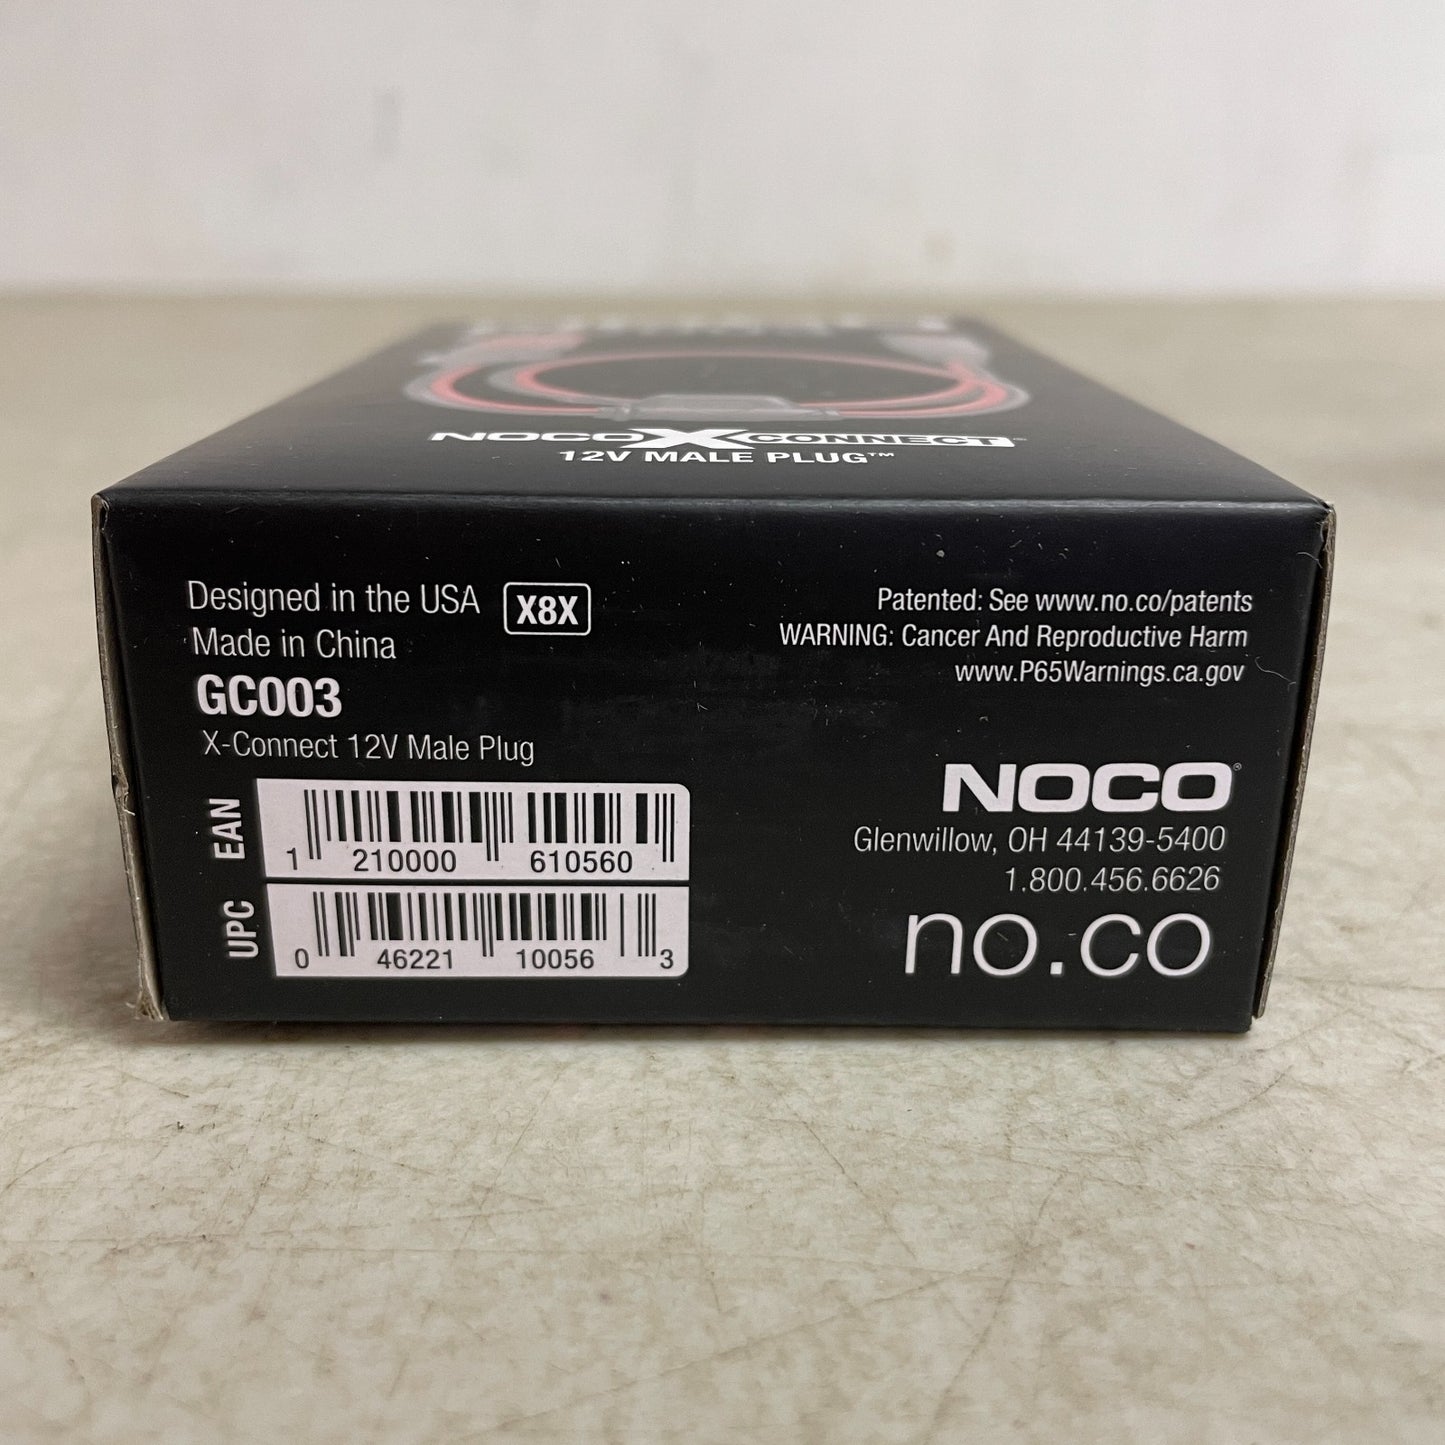 NOCO X CONNECT®
12V MALE PLUG™
Designed in the USA X8X
Made in China
GC003
X-Connect 12V Male Plug
EAN
1 210000 610560
UPC
0 46221 10056 3
Patented: See www.no.co/patents
WARNING: Cancer And Reproductive Harm
www.P65Warnings.ca.gov
NOCO®
Glenwillow, OH 44139-5400
1.800.456.6626
no.co